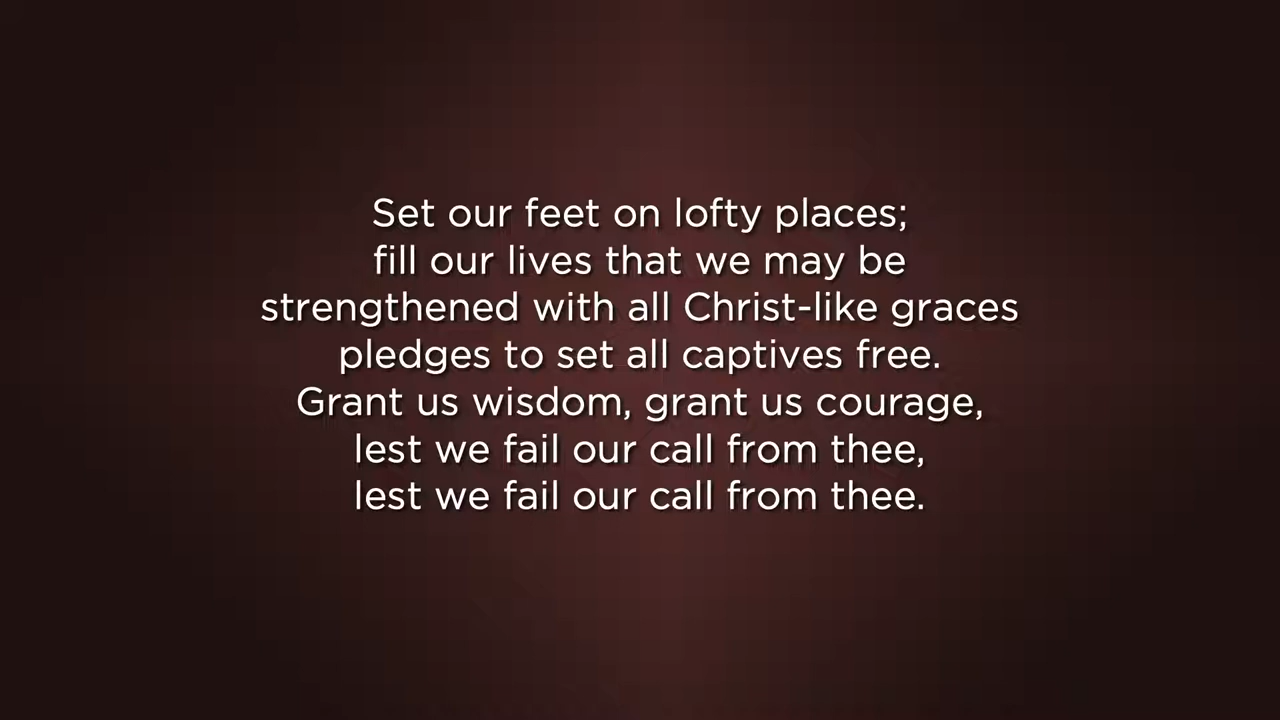 Set our feet on lofty places;
fill our lives that we may be
strengthened with all Christ-like graces
pledges to set all captives free.
Grant us wisdom, grant us courage,
lest we fail our call from thee,
lest we fail our call from thee.